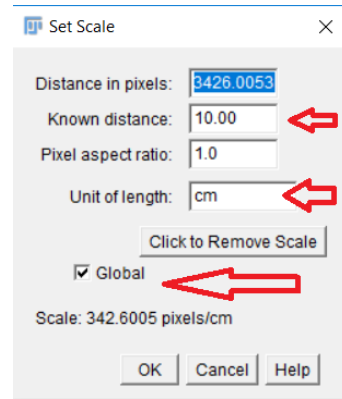 Set Scale
Distance in pixels: 3426.0053
Known distance: 10.00
Pixel aspect ratio: 1.0
Unit of length: cm
Click to Remove Scale
Global
Scale: 342.6005 pixels/cm
OK Cancel Help